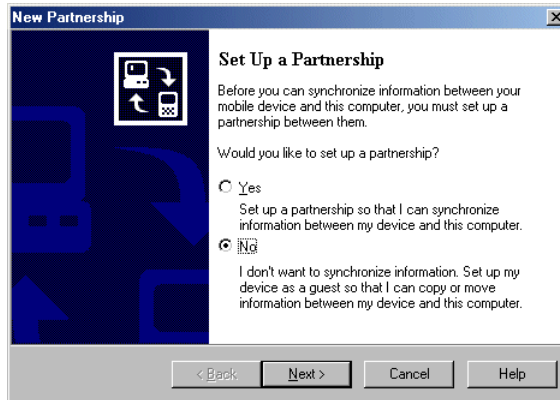 New Partnership
Set Up a Partnership
Before you can synchronize information between your
mobile device and this computer, you must set up a
partnership between them.
Would you like to set up a partnership?
Yes
Set up a partnership so that I can synchronize
information between my device and this computer.
No
I don't want to synchronize information. Set up my
device as a guest so that I can copy or move
information between my device and this computer.
< Back Next > Cancel Help